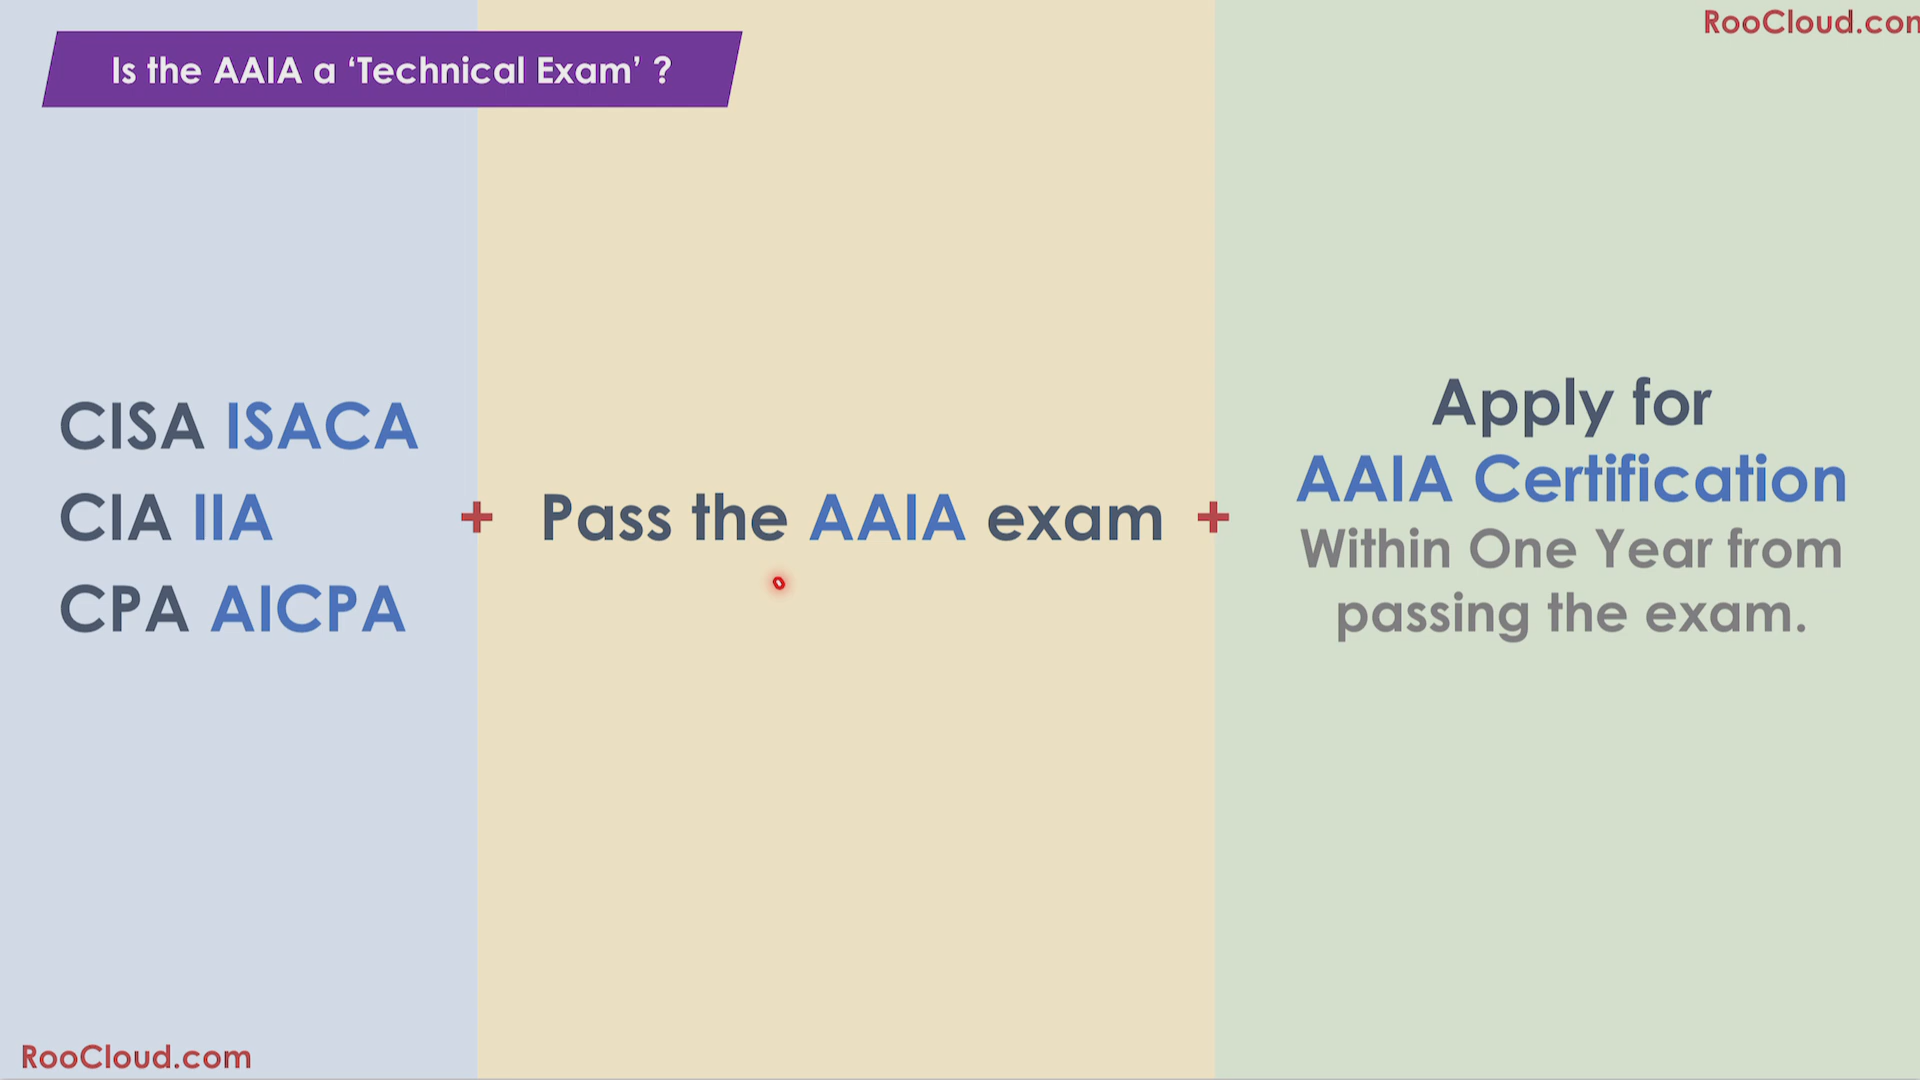 RooCloud.com
Is the AAIA a ‘Technical Exam’ ?
CISA ISACA
CIA IIA
CPA AICPA
+
Pass the AAIA exam
+
Apply for
AAIA Certification
Within One Year from
passing the exam.
RooCloud.com